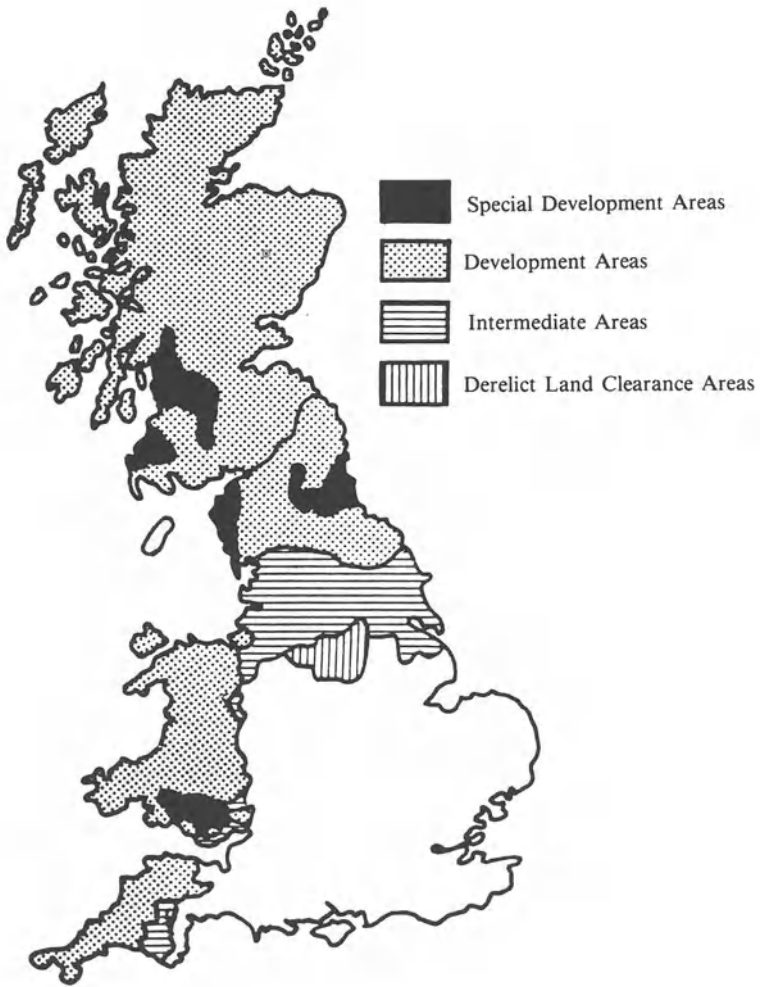 Special Development Areas
Development Areas
Intermediate Areas
Derelict Land Clearance Areas